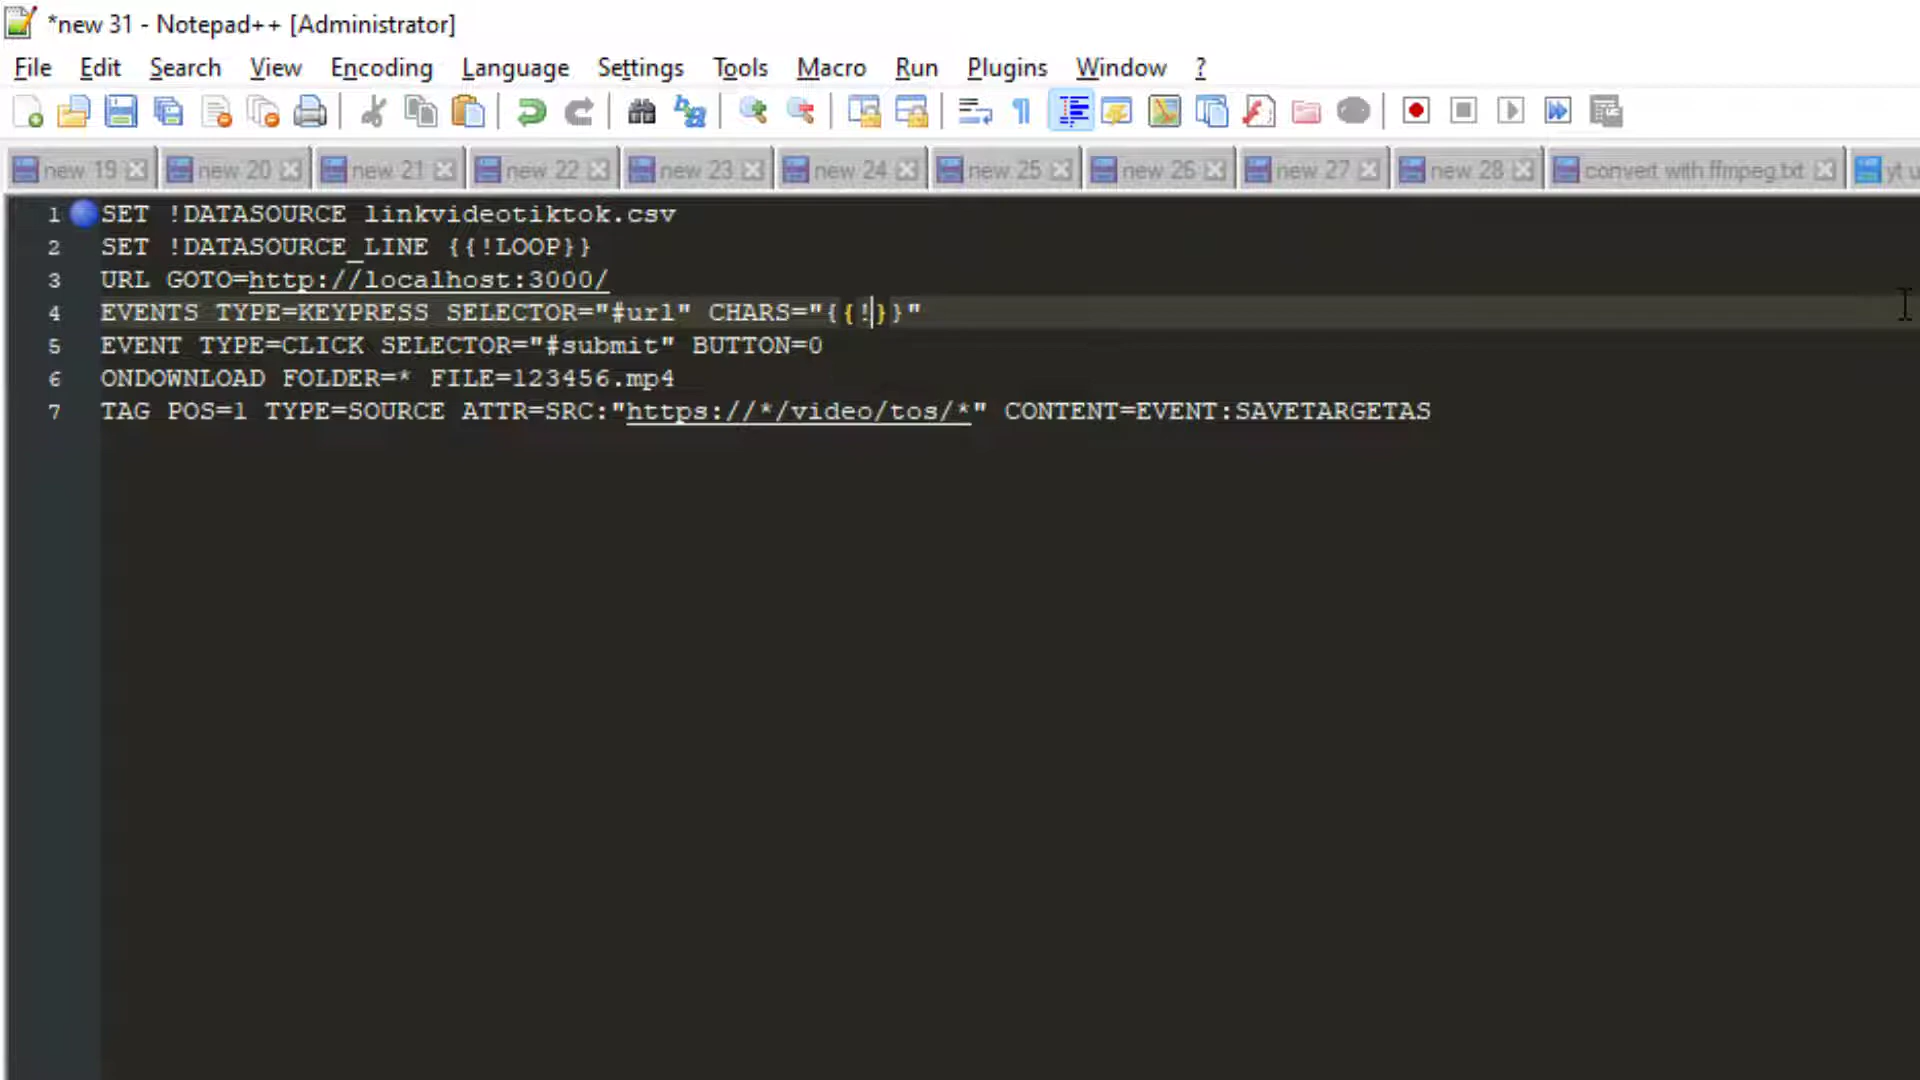 *new 31 - Notepad++ [Administrator]
File Edit Search View Encoding Language Settings Tools Macro Run Plugins Window ?
new 19 new 20 new 21 new 22 new 23 new 24 new 25 new 26 new 27 new 28 convert with ffmpeg.txt yt u
1 SET !DATASOURCE linkvideotiktok.csv
2 SET !DATASOURCE_LINE {{!LOOP}}
3 URL GOTO=http://localhost:3000/
4 EVENTS TYPE=KEYPRESS SELECTOR="#url" CHARS="{{!}}"
5 EVENT TYPE=CLICK SELECTOR="#submit" BUTTON=0
6 ONDOWNLOAD FOLDER=* FILE=123456.mp4
7 TAG POS=1 TYPE=SOURCE ATTR=SRC:"https://*/video/tos/*" CONTENT=EVENT:SAVETARGETAS